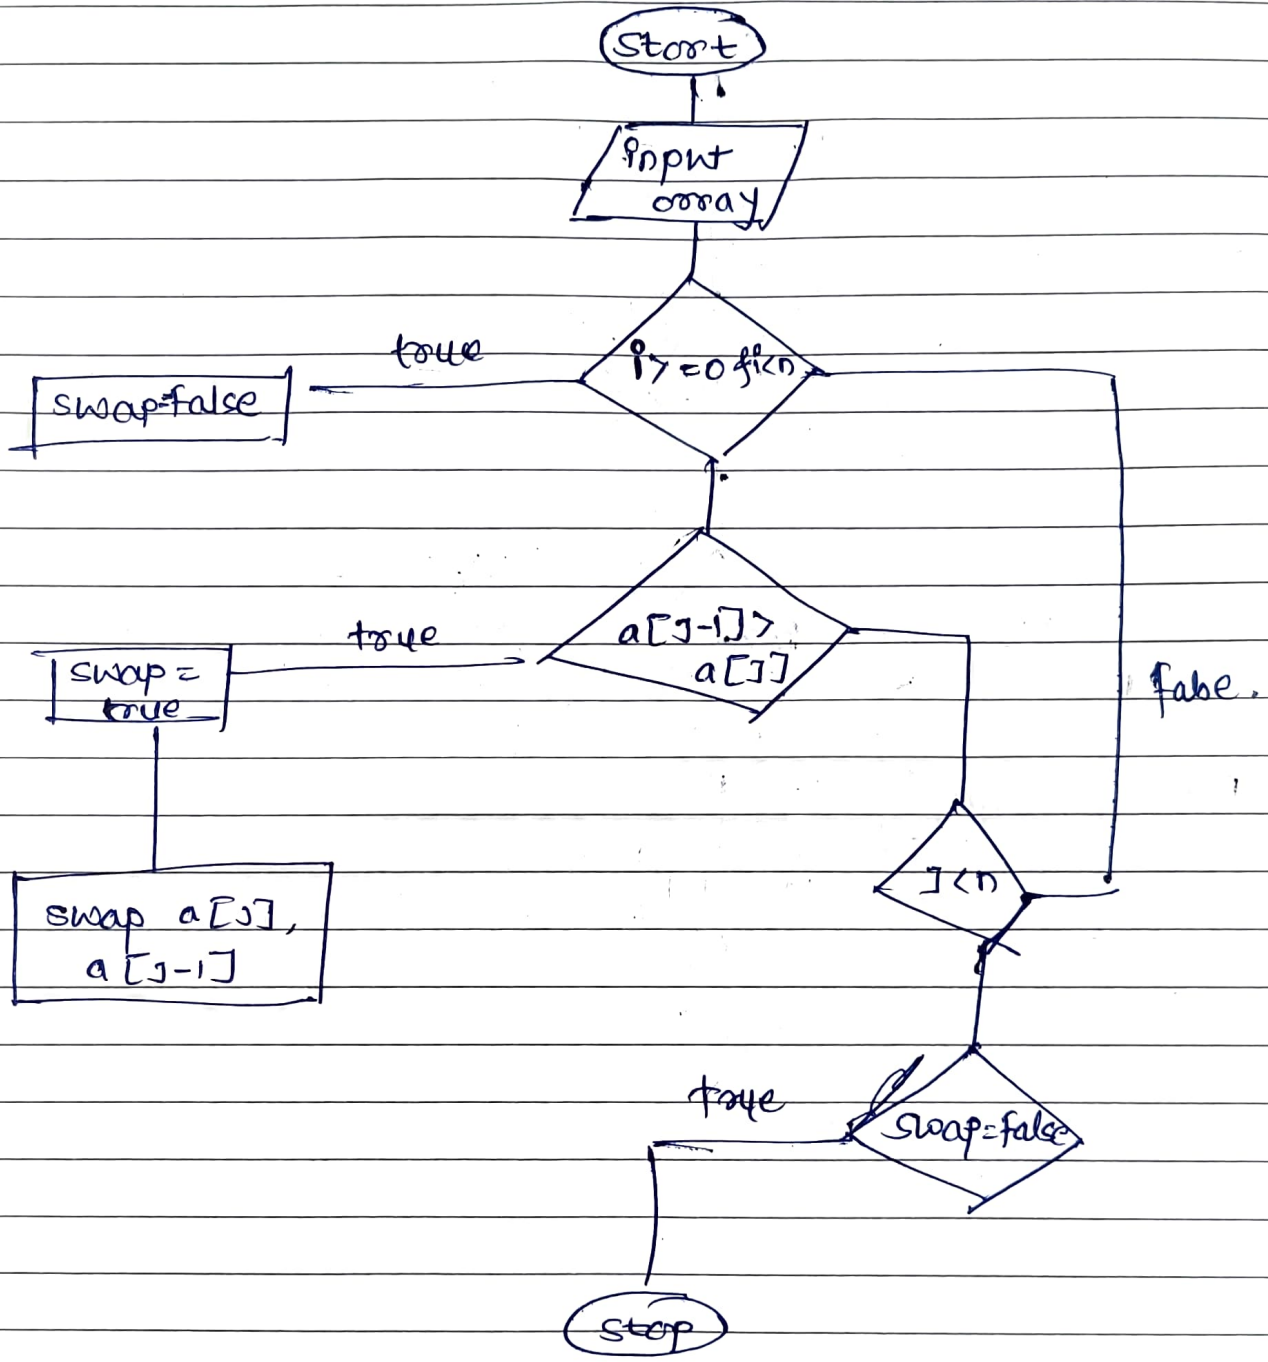 Start
input
array
i>=0 &i<n
true
swap=false
a[j-1]>
a[j]
true
swap=
true
false.
swap a[j],
a[j-1]
j<n
true
swap=false
stop